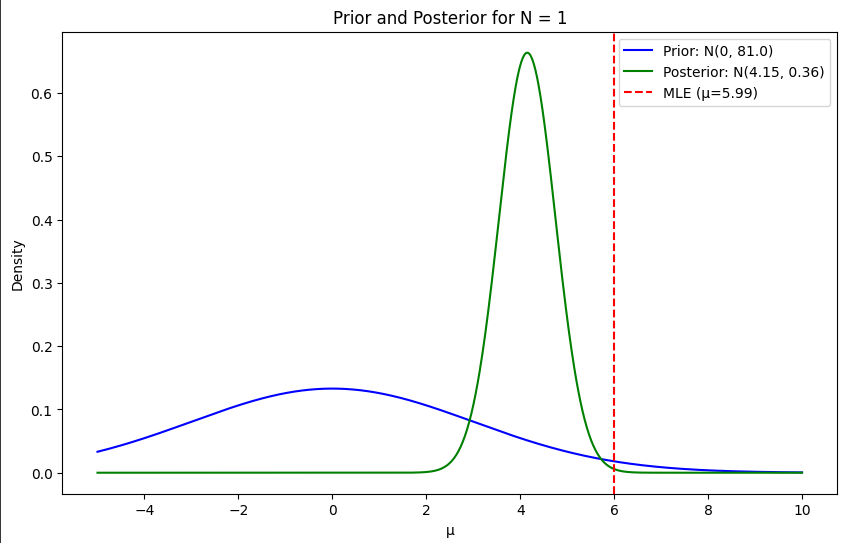 Prior and Posterior for N = 1
Prior: N(0, 81.0)
Posterior: N(4.15, 0.36)
MLE (μ=5.99)
Density
0.6
0.5
0.4
0.3
0.2
0.1
0.0
−4
−2
0
2
4
6
8
10
μ